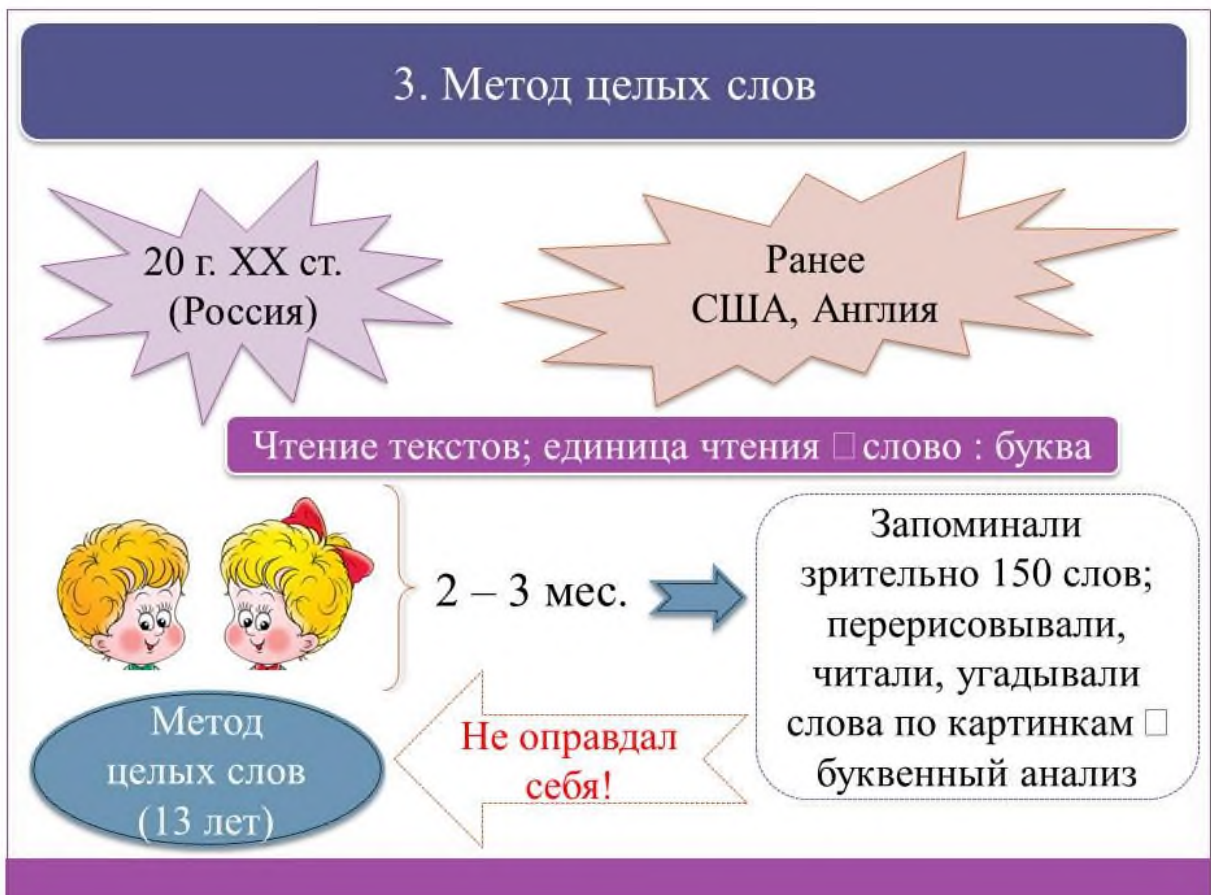 3. Метод целых слов
20 г. XX ст.
(Россия)
Ранее
США, Англия
Чтение текстов; единица чтения □ слово : буква
2 – 3 мес.
Запоминали
зрительно 150 слов;
перерисовывали,
читали, угадывали
слова по картинкам □
буквенный анализ
Не оправдал
себя!
Метод
целых слов
(13 лет)